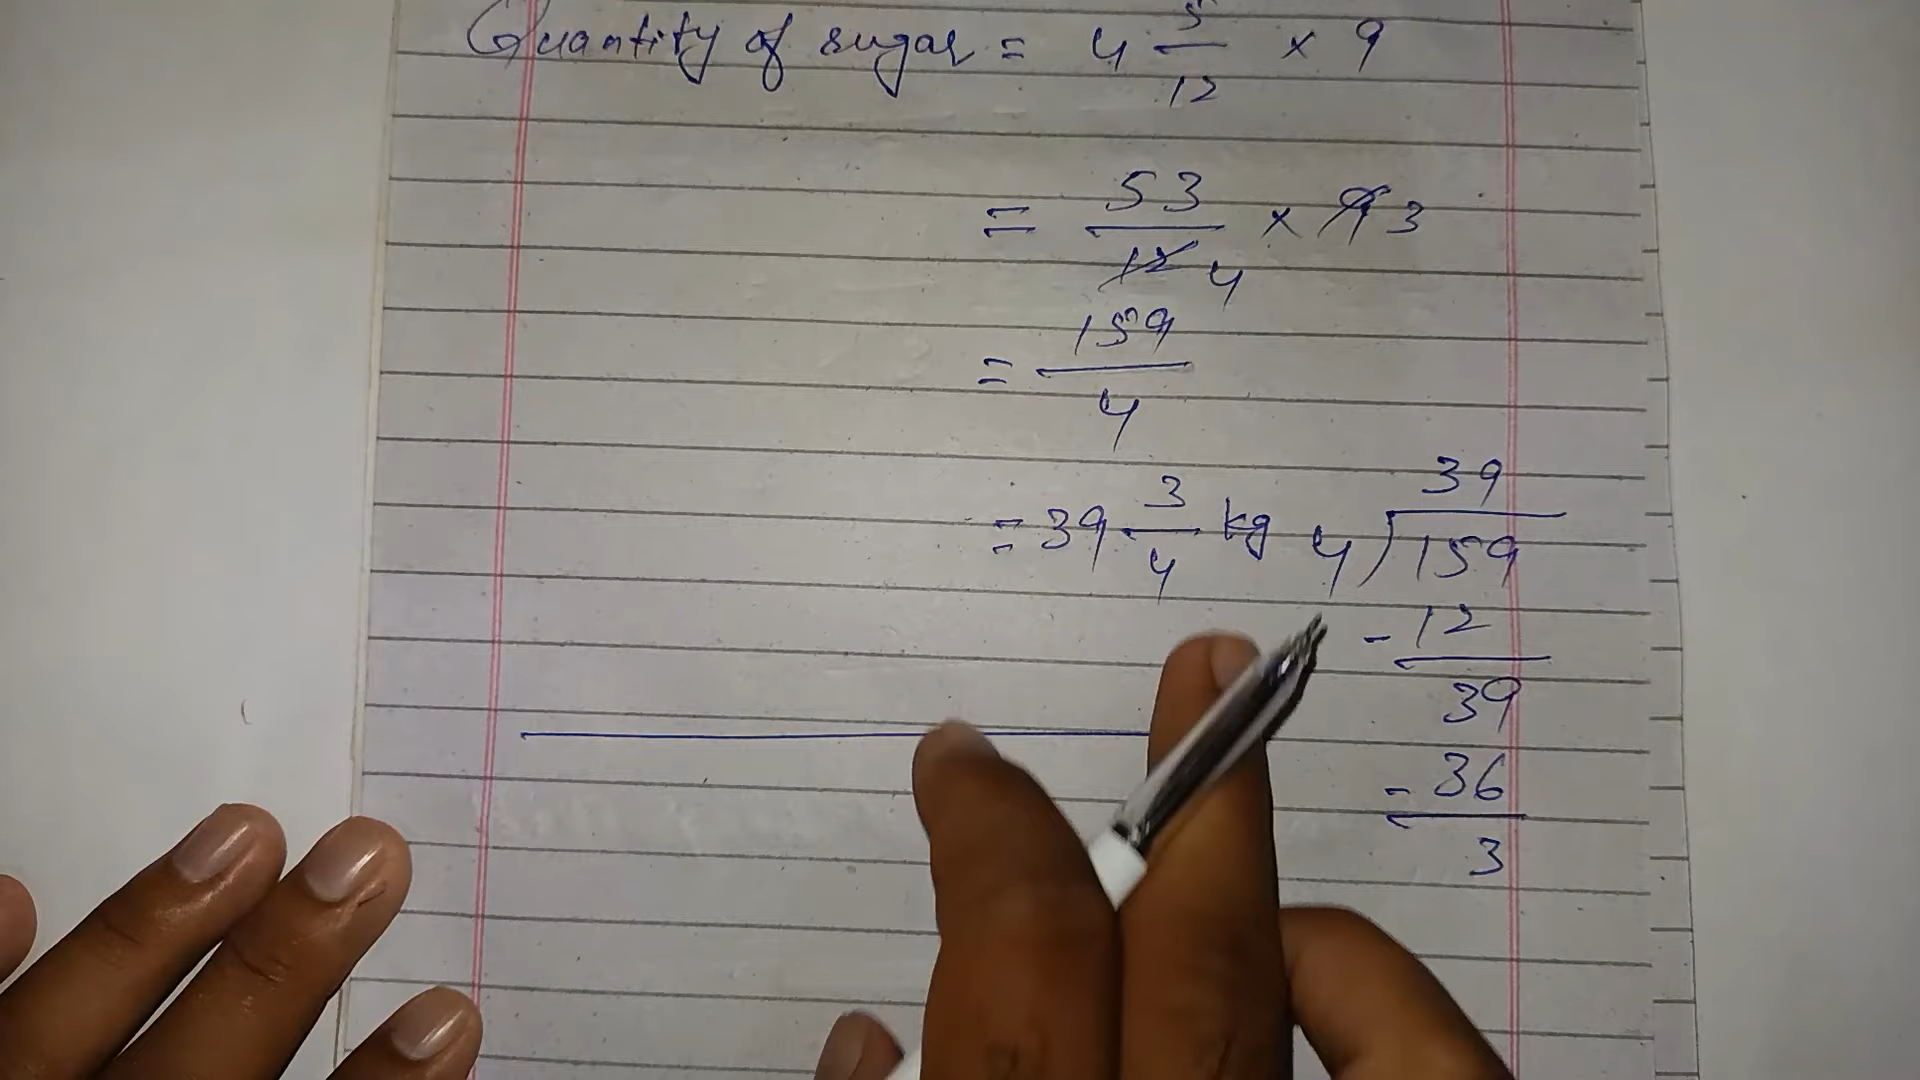 Quantity of sugar = 4 5/12 × 9
= 53/12 4 × 9 3
= 159/4
= 39 3/4 kg
39
4)159
- 12
39
- 36
3